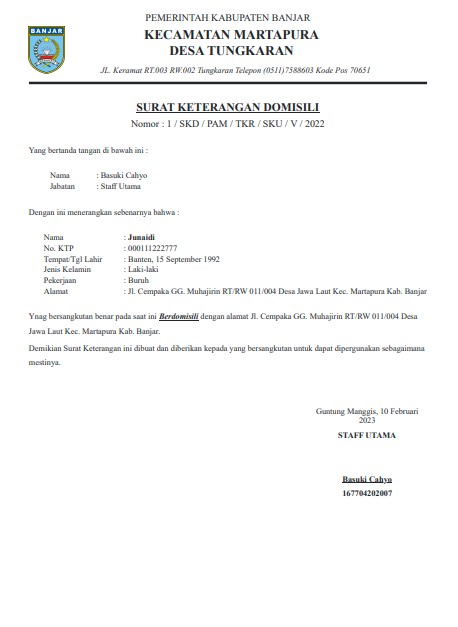 PEMERINTAH KABUPATEN BANJAR
KECAMATAN MARTAPURA
DESA TUNGKARAN
JL. Keramat RT.003 RW.002 Tungkaran Telepon (0511)7588603 Kode Pos 70651
BANJAR
SURAT KETERANGAN DOMISILI
Nomor : 1 / SKD / PAM / TKR / SKU / V / 2022
Yang bertanda tangan di bawah ini :
Nama : Basuki Cahyo
Jabatan : Staff Utama
Dengan ini menerangkan sebenarnya bahwa :
Nama : Junaidi
No. KTP : 000111222777
Tempat/Tgl Lahir : Banten, 15 September 1992
Jenis Kelamin : Laki-laki
Pekerjaan : Buruh
Alamat : Jl. Cempaka GG. Muhajirin RT/RW 011/004 Desa Jawa Laut Kec. Martapura Kab. Banjar
Ynag bersangkutan benar pada saat ini Berdomisili dengan alamat Jl. Cempaka GG. Muhajirin RT/RW 011/004 Desa
Jawa Laut Kec. Martapura Kab. Banjar.
Demikian Surat Keterangan ini dibuat dan diberikan kepada yang bersangkutan untuk dapat dipergunakan sebagaimana
mestinya.
Guntung Manggis, 10 Februari
2023
STAFF UTAMA
Basuki Cahyo
167704202007